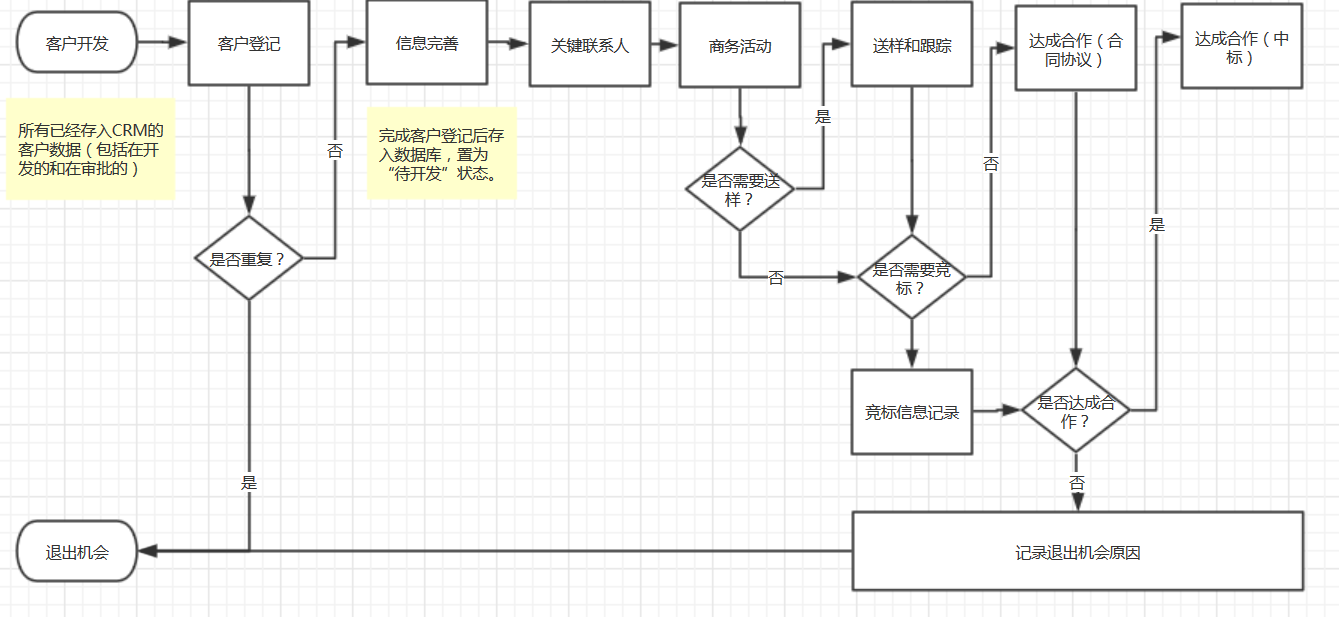 客户开发
客户登记
信息完善
关键联系人
商务活动
送样和跟踪
达成合作（合
同协议）
达成合作（中
标）
所有已经存入CRM的
客户数据（包括在开
发的和在审批的）
否
完成客户登记后存
入数据库，置为
“待开发”状态。
是
否
是否需要送
样？
是
是否重复？
否
是否需要竞
标？
竞标信息记录
是否达成合
作？
是
否
退出机会
记录退出机会原因